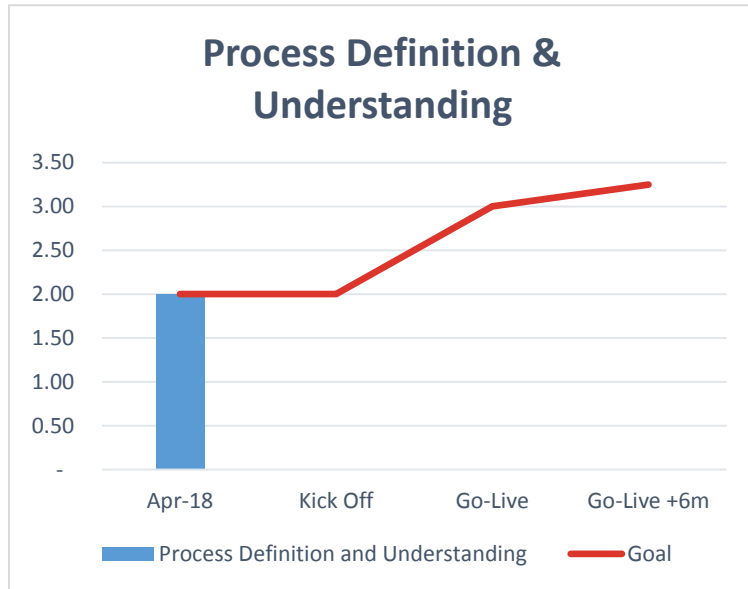 Process Definition &
Understanding
3.50
3.00
2.50
2.00
1.50
1.00
0.50
-
Apr-18 Kick Off Go-Live Go-Live +6m
Process Definition and Understanding Goal